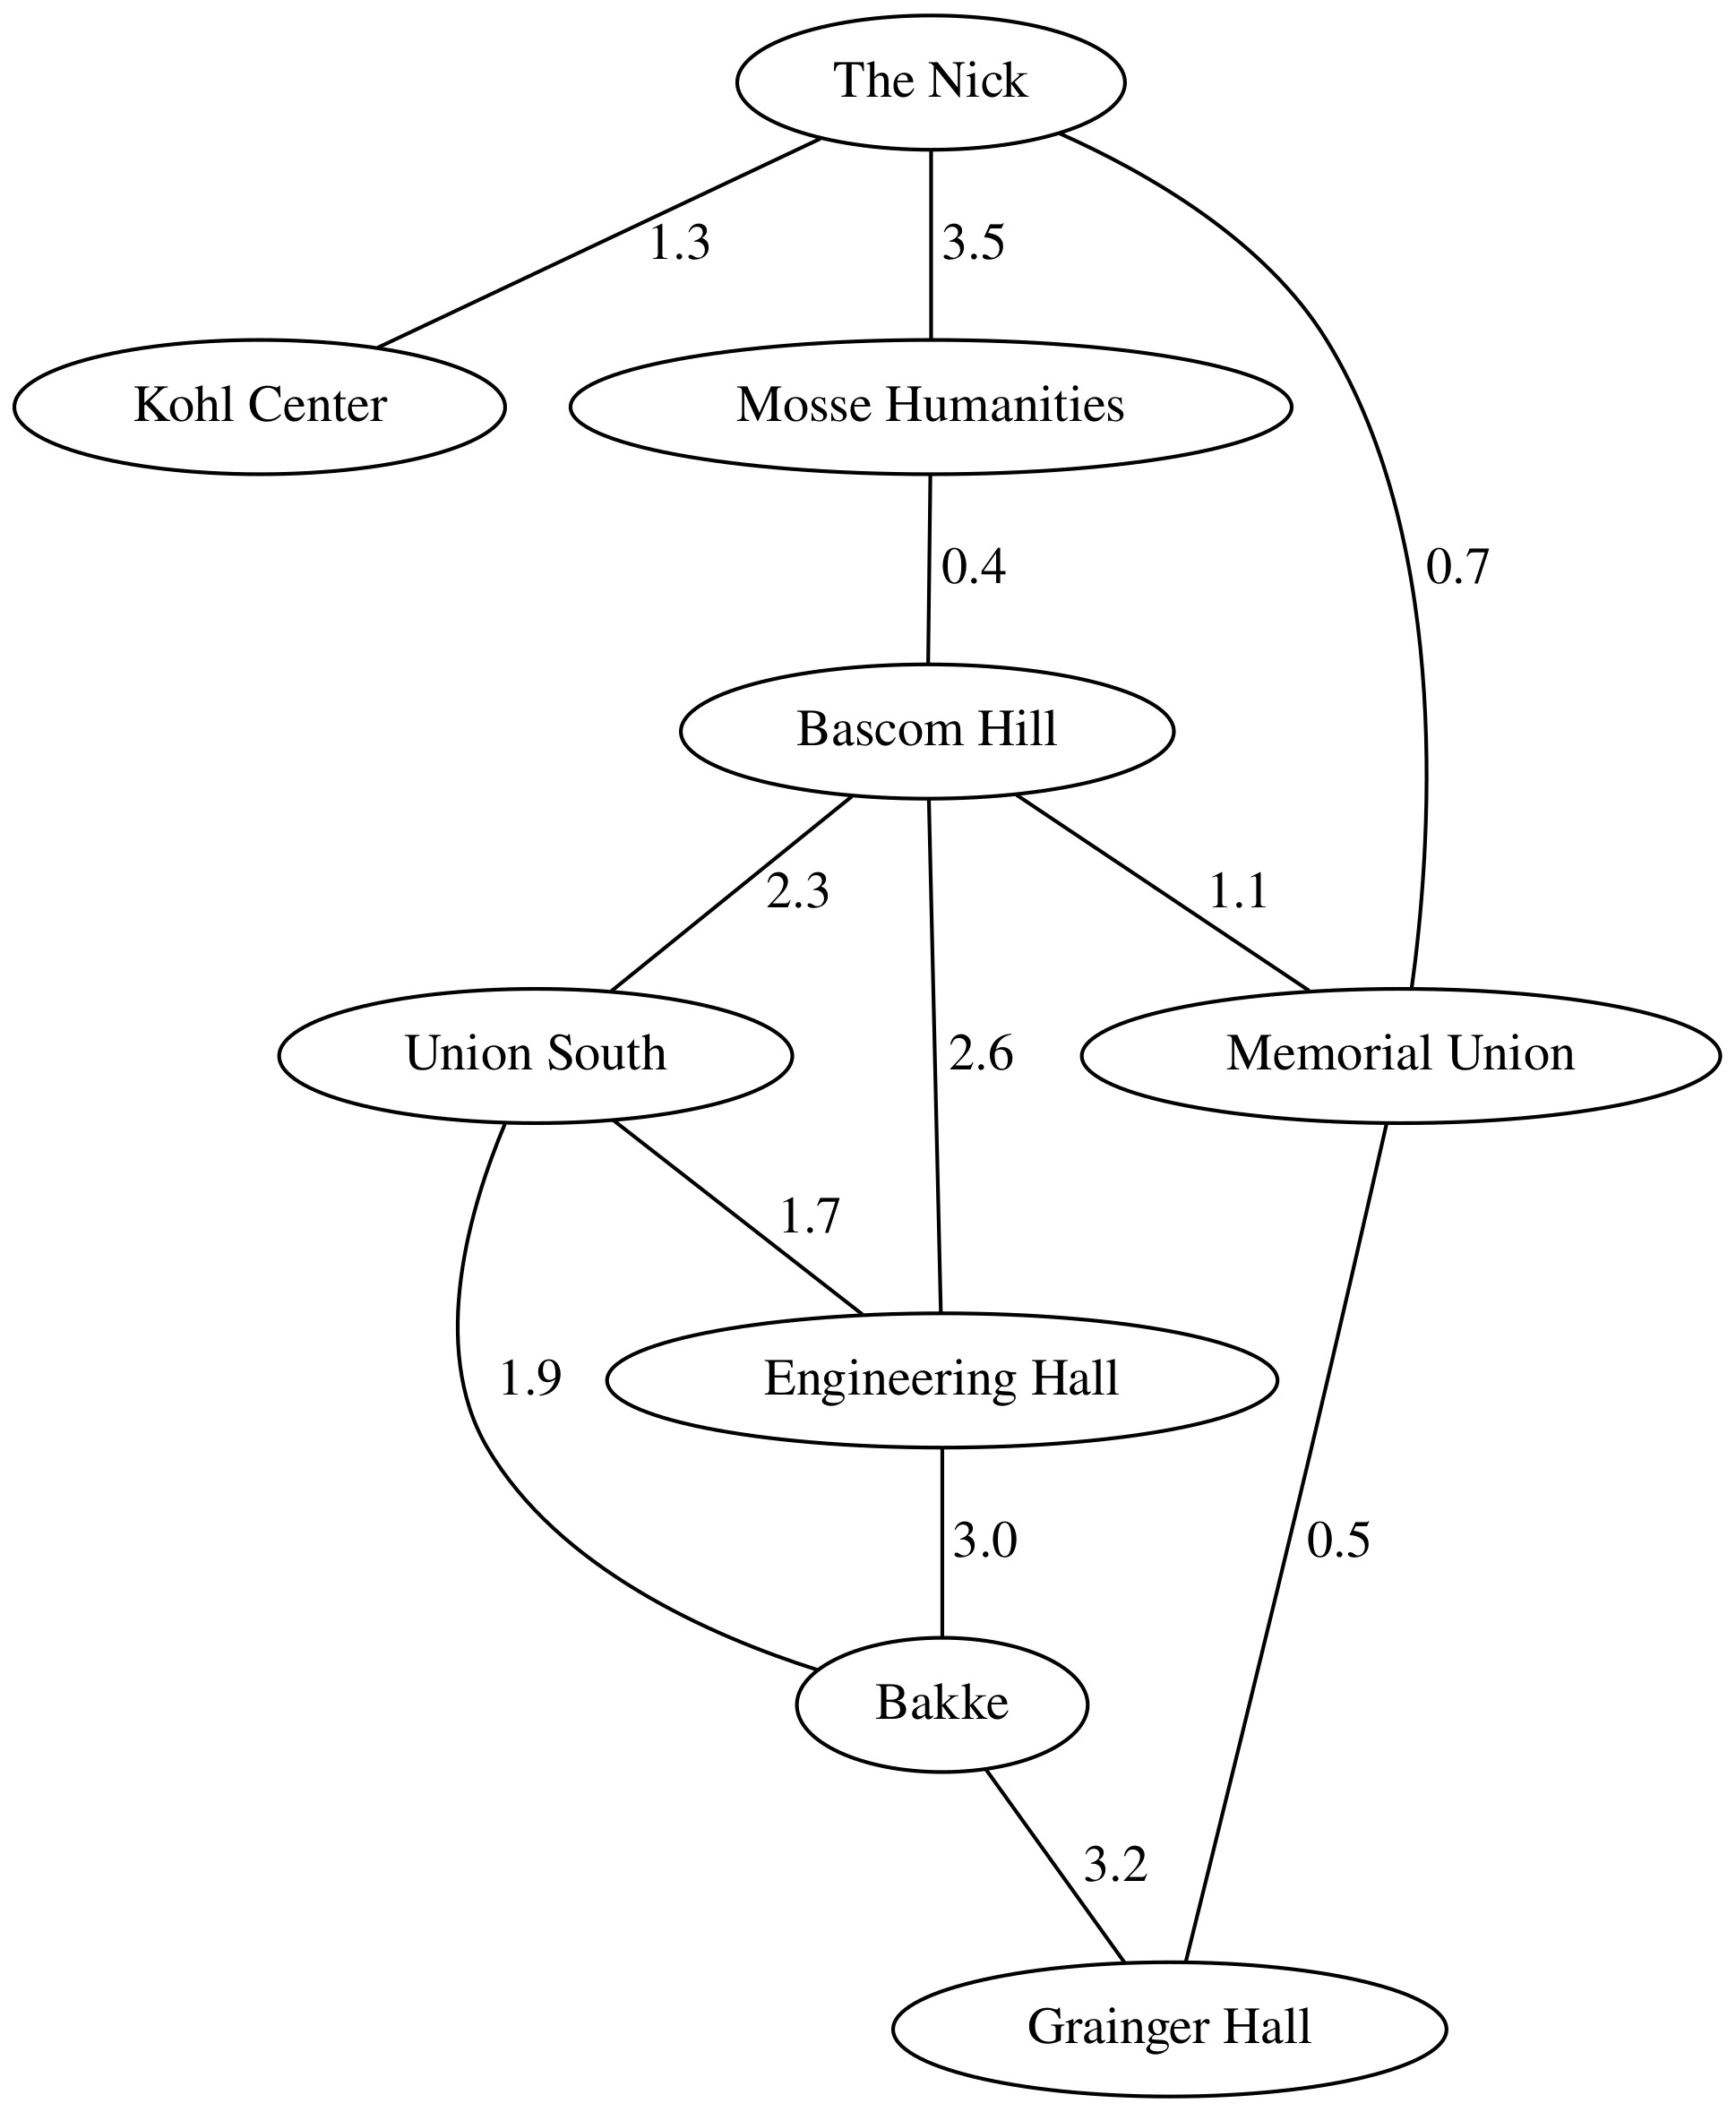 The Nick
1.3
3.5
Kohl Center
Mosse Humanities
0.4
0.7
Bascom Hill
2.3
1.1
Union South
2.6
Memorial Union
1.7
1.9
Engineering Hall
3.0
0.5
Bakke
3.2
Grainger Hall